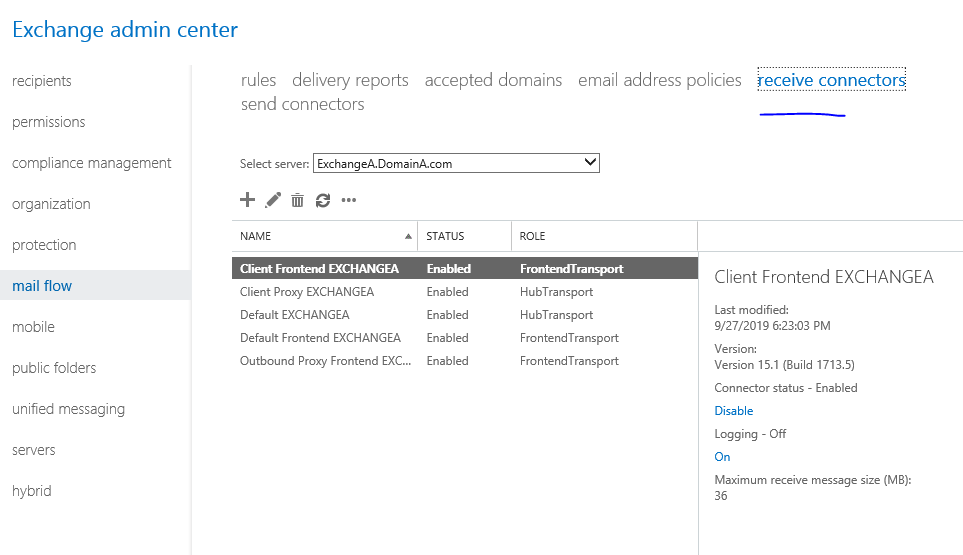 Exchange admin center
recipients
permissions
compliance management
organization
protection
mail flow
mobile
public folders
unified messaging
servers
hybrid
rules delivery reports accepted domains email address policies receive connectors
send connectors
Select server: ExchangeA.DomainA.com
NAME STATUS ROLE
Client Frontend EXCHANGEA Enabled FrontendTransport
Client Proxy EXCHANGEA Enabled HubTransport
Default EXCHANGEA Enabled HubTransport
Default Frontend EXCHANGEA Enabled FrontendTransport
Outbound Proxy Frontend EXC... Enabled FrontendTransport
Client Frontend EXCHANGEA
Last modified:
9/27/2019 6:23:03 PM
Version:
Version 15.1 (Build 1713.5)
Connector status - Enabled
Disable
Logging - Off
On
Maximum receive message size (MB):
36